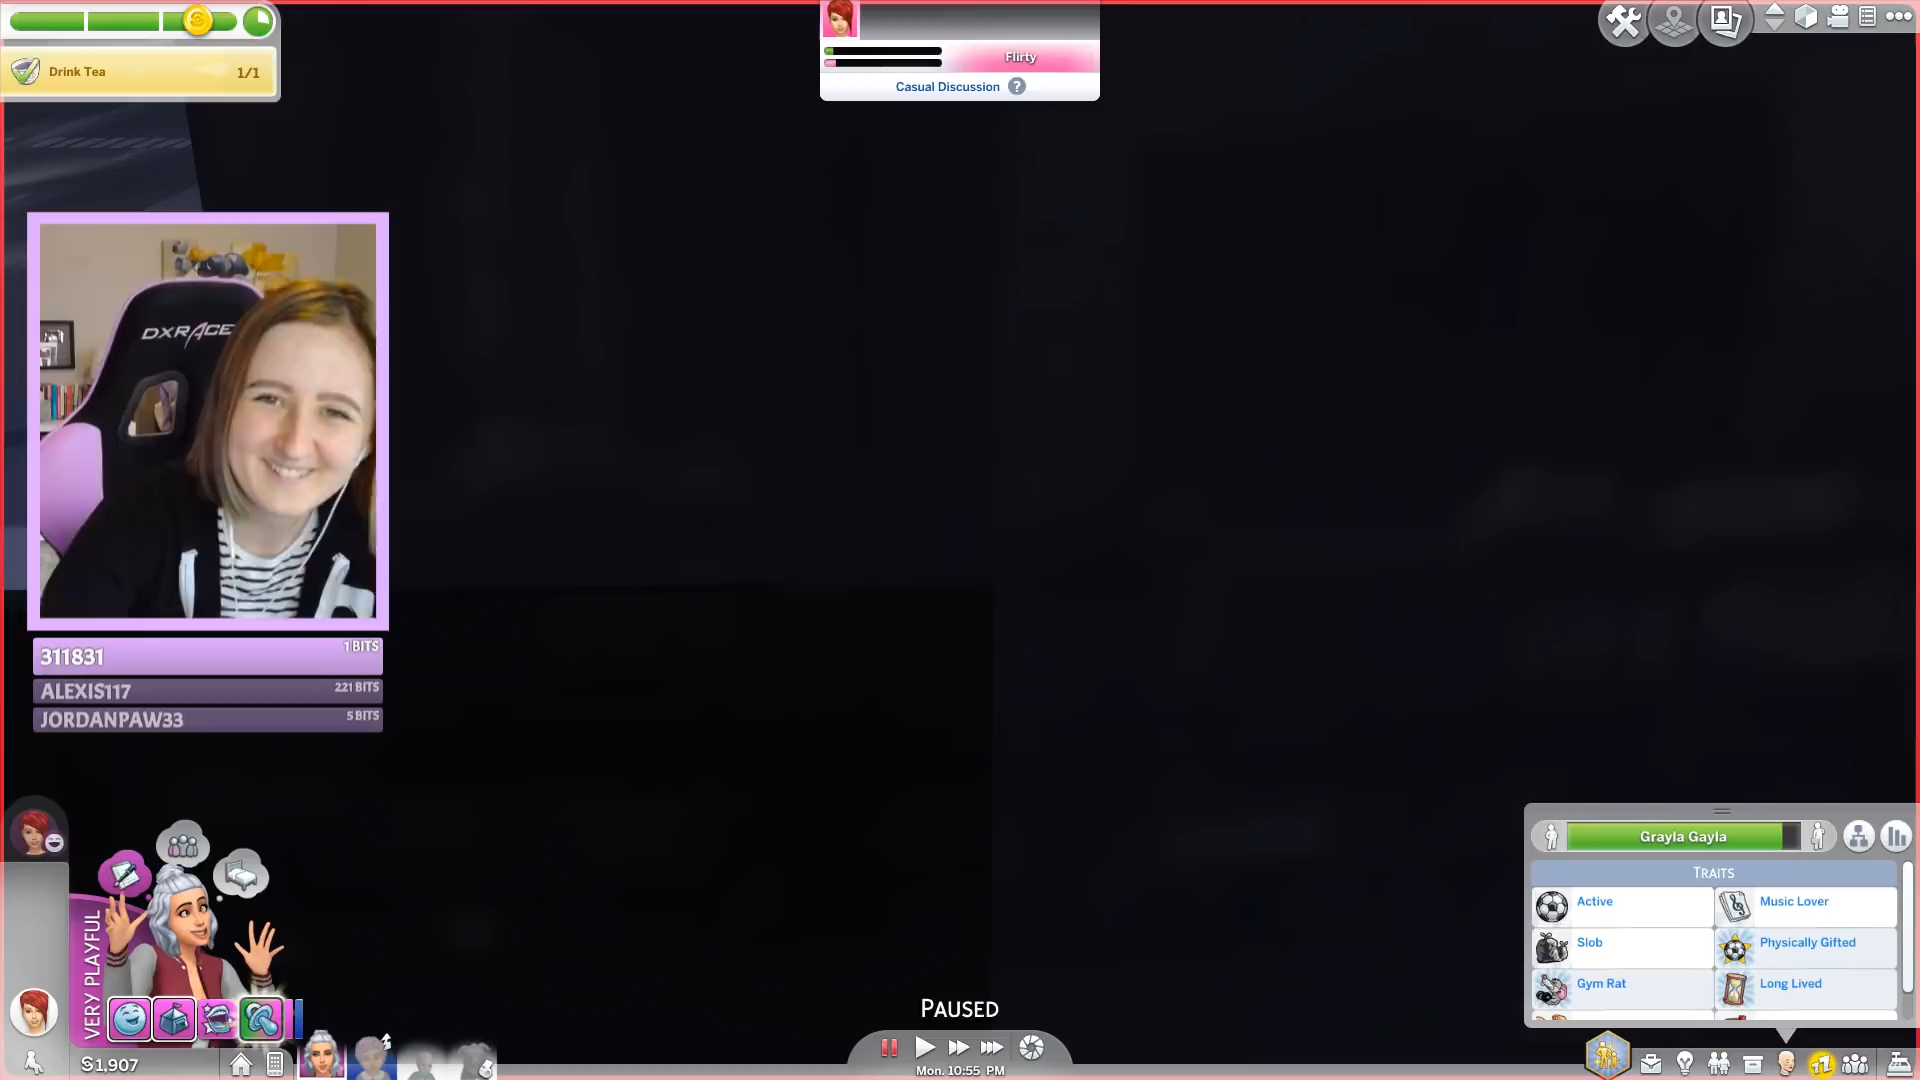 Drink Tea 1/1
Flirty
Casual Discussion ?
DXRACE
311831 1 BITS
ALEXIS117 221 BITS
JORDANPAW33 5 BITS
VERY PLAYFUL
§1,907
PAUSED
Mon. 10:55 PM
Grayla Gayla
TRAITS
Active Music Lover
Slob Physically Gifted
Gym Rat Long Lived